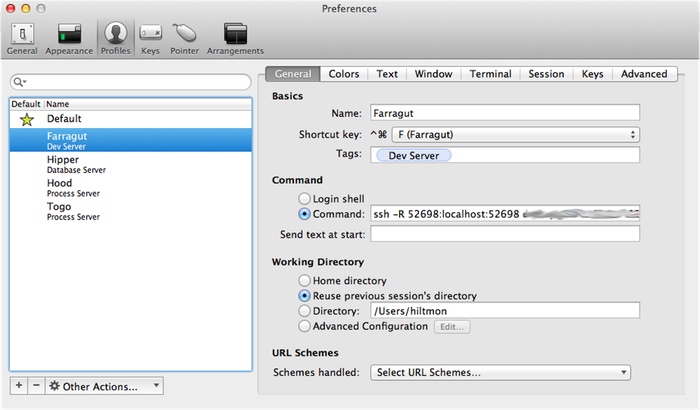 Preferences
General Appearance Profiles Keys Pointer Arrangements
Default Name
Default
Farragut
Dev Server
Hipper
Database Server
Hood
Process Server
Togo
Process Server
+ − Other Actions...
General Colors Text Window Terminal Session Keys Advanced
Basics
Name: Farragut
Shortcut key: ^⌘ F (Farragut)
Tags: Dev Server
Command
Login shell
Command: ssh -R 52698:localhost:52698
Send text at start:
Working Directory
Home directory
Reuse previous session's directory
Directory: /Users/hiltmon
Advanced Configuration Edit...
URL Schemes
Schemes handled: Select URL Schemes...